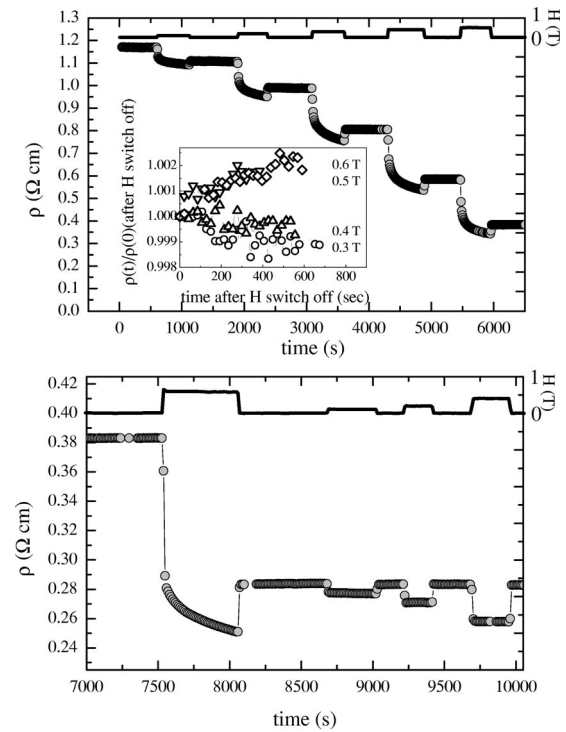 1.3
1.2
1.1
1.0
0.9
0.8
0.7
0.6
0.5
0.4
0.3
0.2
0.1
0.0
ρ (Ω cm)
1
0
H (T)
ρ(t)/ρ(0)(after H switch off)
1.002
1.001
1.000
0.999
0.998
0.6 T
0.5 T
0.4 T
0.3 T
0 200 400 600 800
time after H switch off (sec)
0 1000 2000 3000 4000 5000 6000
time (s)
0.42
0.40
0.38
0.36
0.34
0.32
0.30
0.28
0.26
0.24
ρ (Ω cm)
1
0
H (T)
7000 7500 8000 8500 9000 9500 10000
time (s)